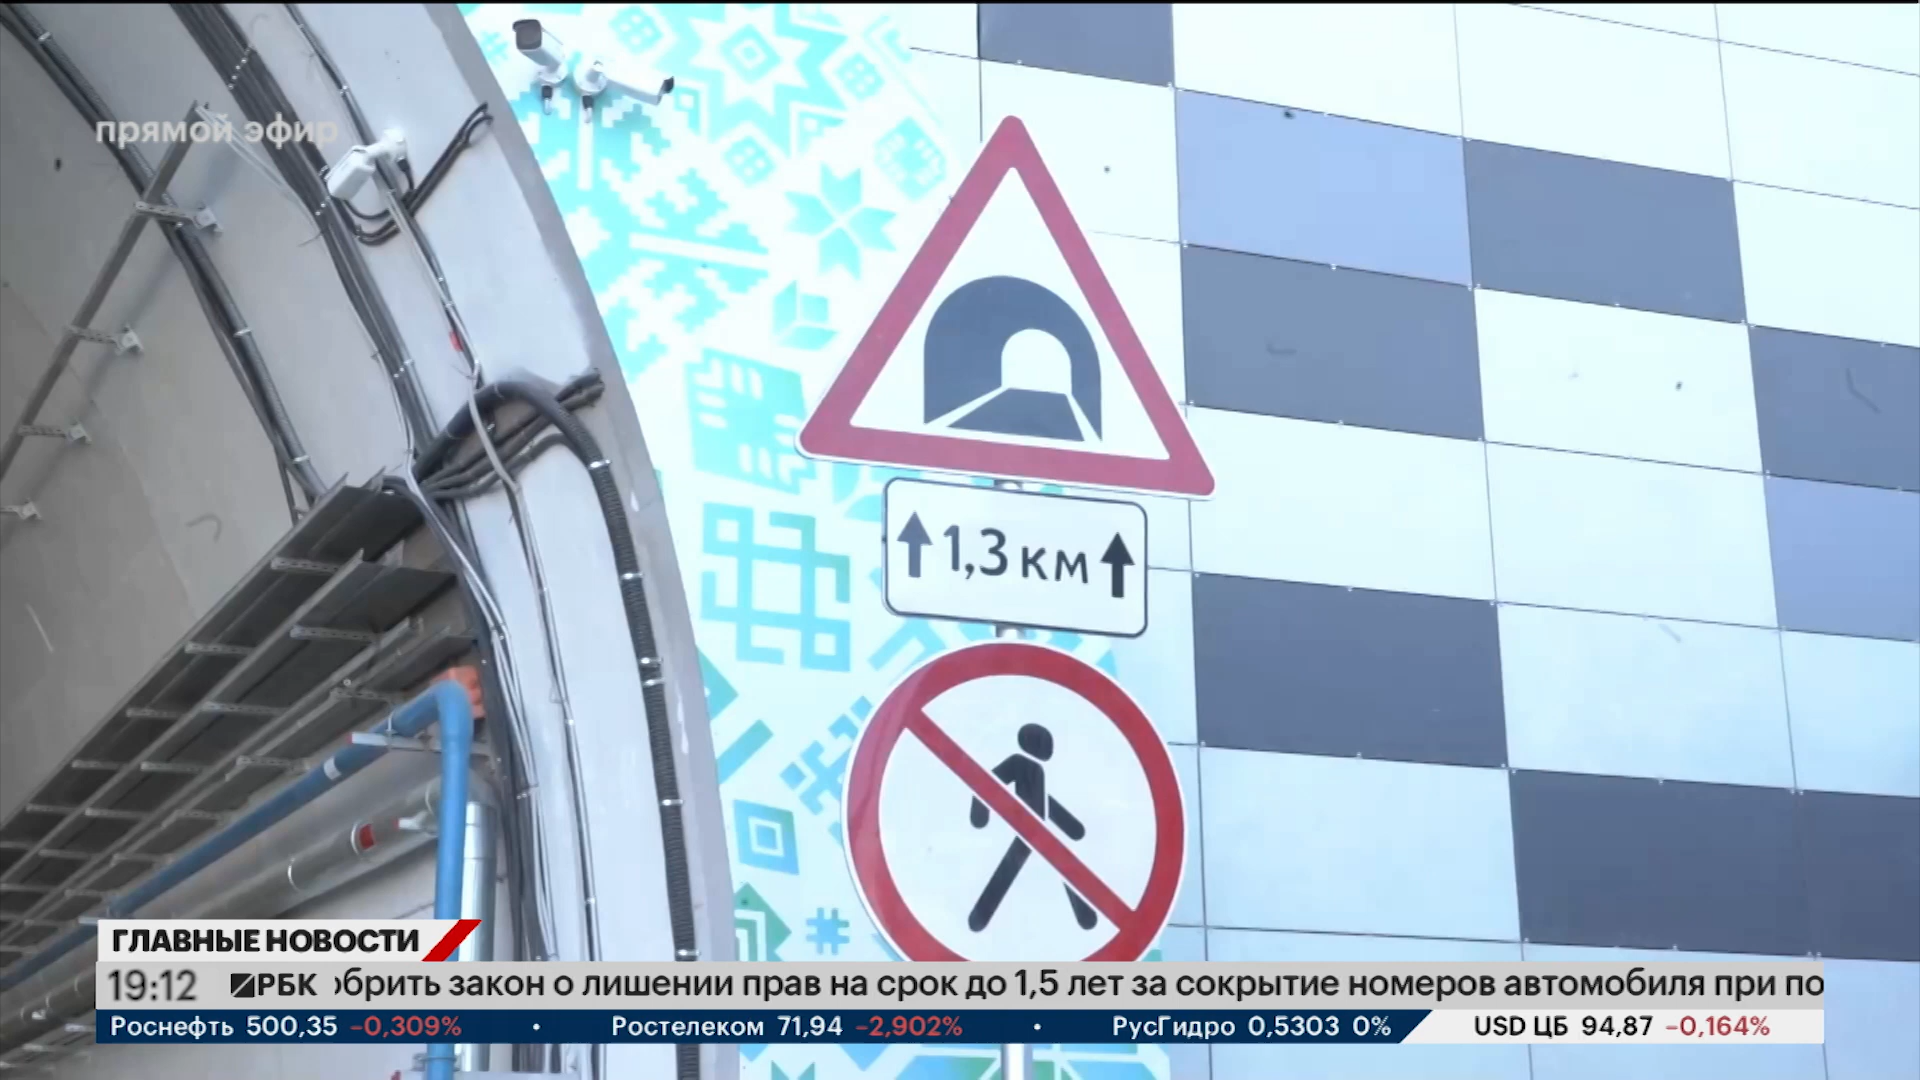 прямой эфир
1,3 км
ГЛАВНЫЕ НОВОСТИ
19:12 РБК обрить закон о лишении прав на срок до 1,5 лет за сокрытие номеров автомобиля при по
Роснефть 500,35 -0,309% • Ростелеком 71,94 -2,902% • РусГидро 0,5303 0% USD ЦБ 94,87 -0,164%